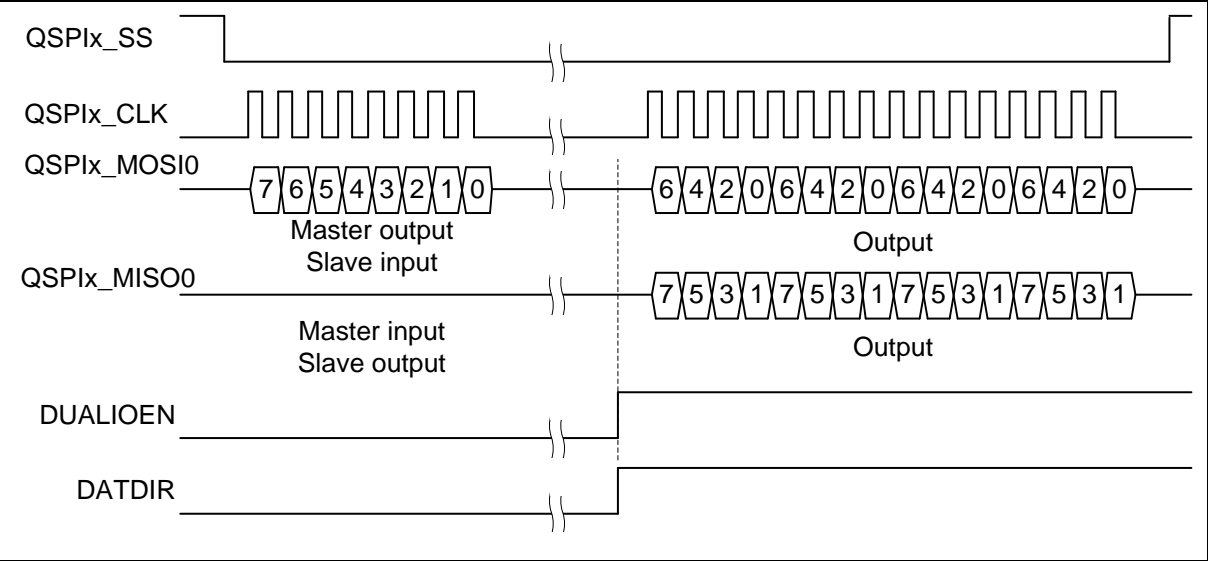 QSPIx_SS
QSPIx_CLK
QSPIx_MOSI0
7 6 5 4 3 2 1 0 6 4 2 0 6 4 2 0 6 4 2 0 6 4 2 0
Master output
Slave input
Output
QSPIx_MISO0
7 5 3 1 7 5 3 1 7 5 3 1 7 5 3 1
Master input
Slave output
Output
DUALIOEN
DATDIR